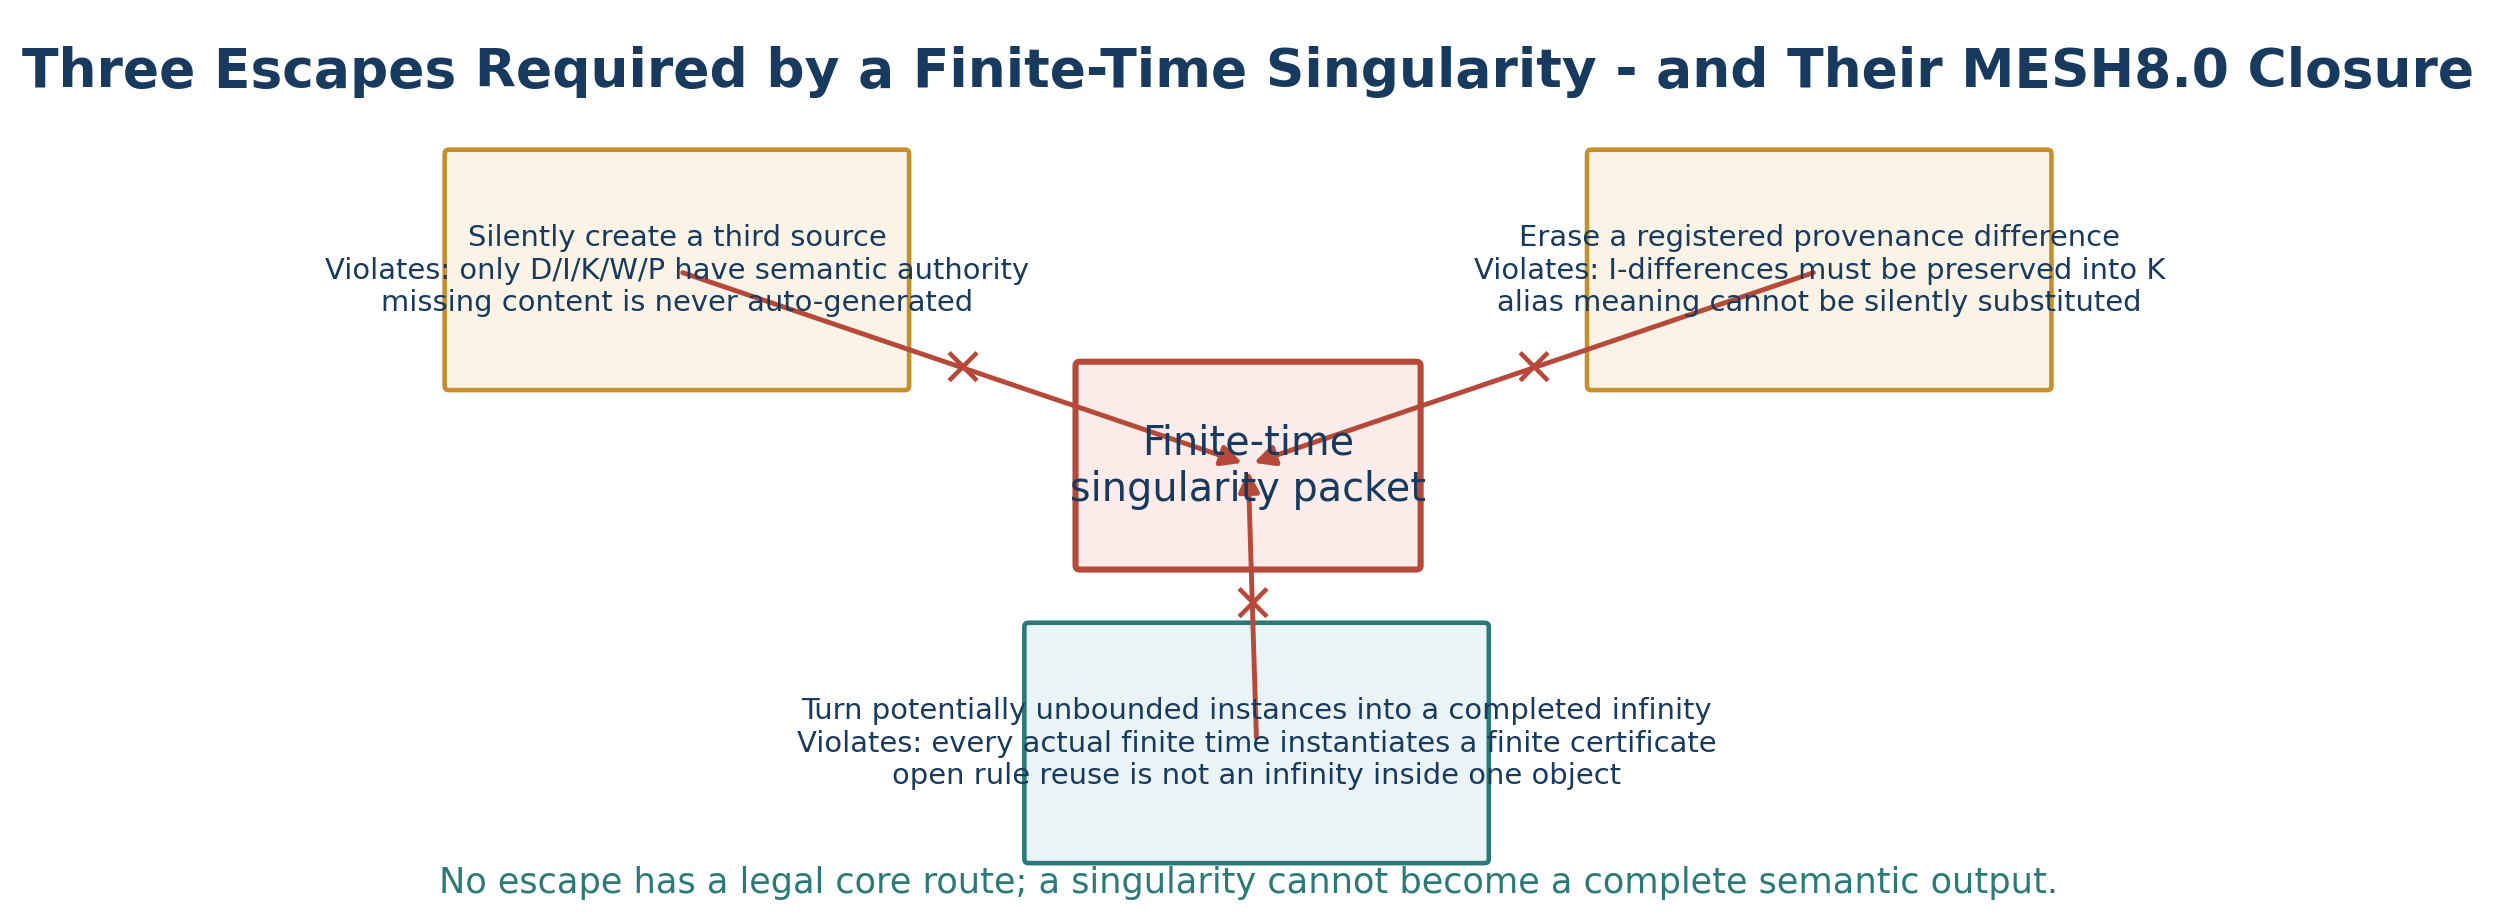 Three Escapes Required by a Finite-Time Singularity - and Their MESH8.0 Closure
Silently create a third source
Violates: only D/I/K/W/P have semantic authority
missing content is never auto-generated
Erase a registered provenance difference
Violates: I-differences must be preserved into K
alias meaning cannot be silently substituted
Finite-time
singularity packet
Turn potentially unbounded instances into a completed infinity
Violates: every actual finite time instantiates a finite certificate
open rule reuse is not an infinity inside one object
No escape has a legal core route; a singularity cannot become a complete semantic output.